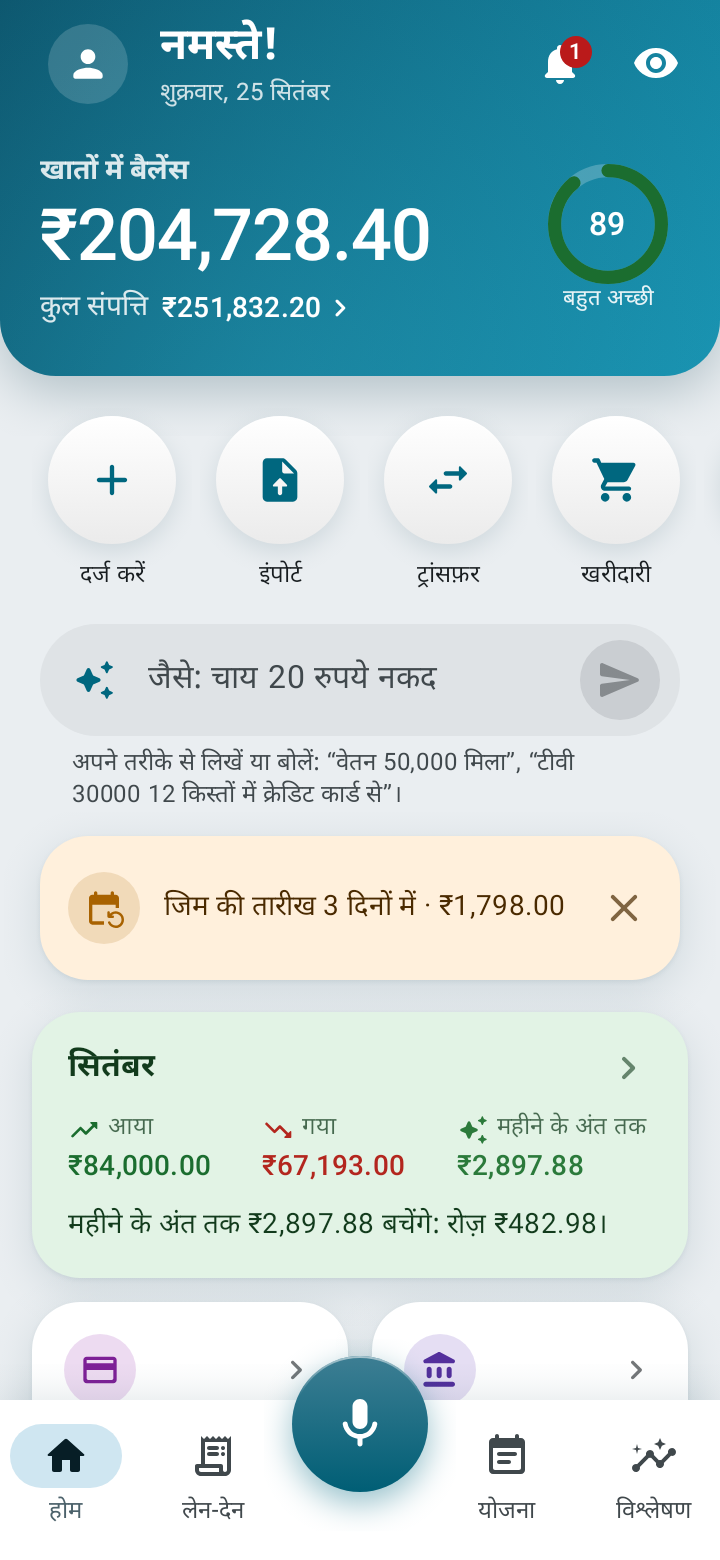 नमस्ते!
शुक्रवार, 25 सितंबर
1
खातों में बैलेंस
₹204,728.40
कुल संपत्ति ₹251,832.20
89
बहुत अच्छी
दर्ज करें
इंपोर्ट
ट्रांसफ़र
खरीदारी
जैसे: चाय 20 रुपये नकद
अपने तरीके से लिखें या बोलें: “वेतन 50,000 मिला”, “टीवी
30000 12 किस्तों में क्रेडिट कार्ड से”।
जिम की तारीख 3 दिनों में · ₹1,798.00
सितंबर
आया
₹84,000.00
गया
₹67,193.00
महीने के अंत तक
₹2,897.88
महीने के अंत तक ₹2,897.88 बचेंगे: रोज़ ₹482.98।
होम
लेन-देन
योजना
विश्लेषण